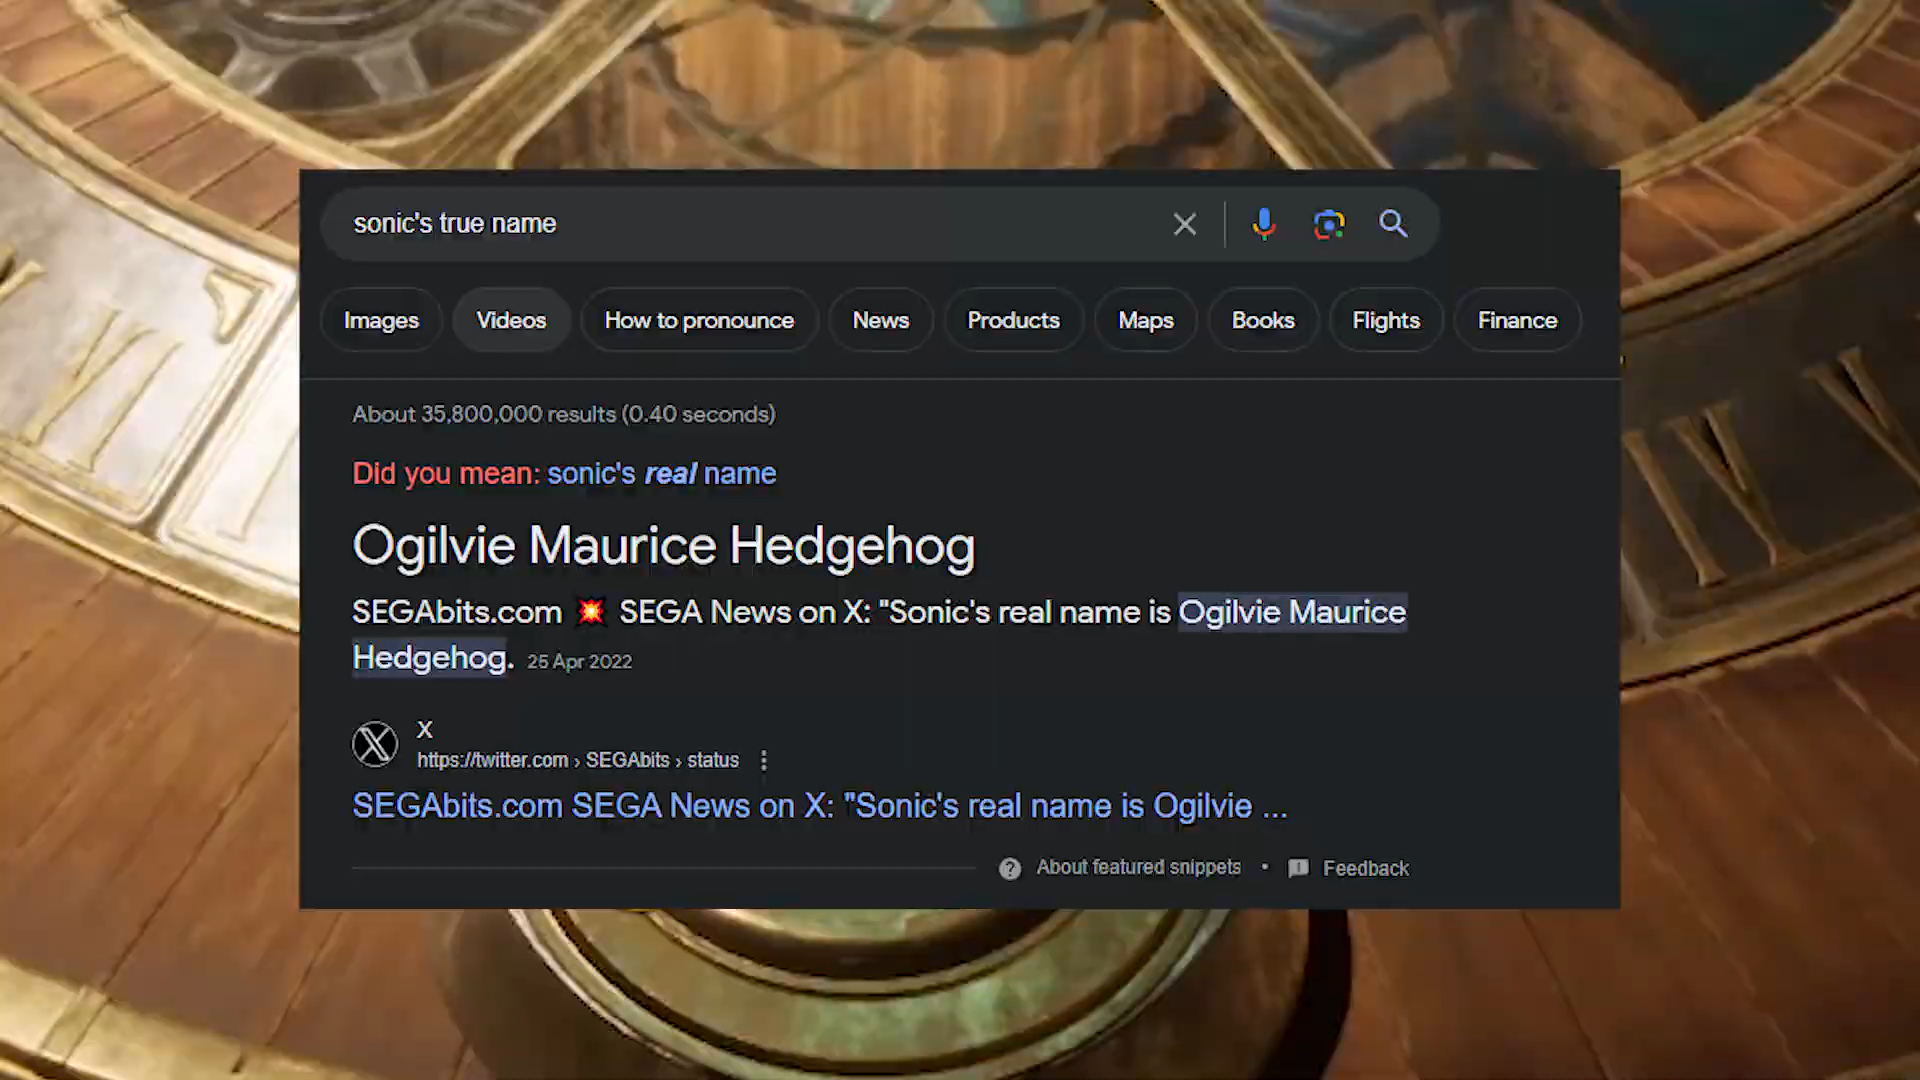 sonic's true name
Images Videos How to pronounce News Products Maps Books Flights Finance
About 35,800,000 results (0.40 seconds)
Did you mean: sonic's real name
Ogilvie Maurice Hedgehog
SEGAbits.com 💥 SEGA News on X: "Sonic's real name is Ogilvie Maurice
Hedgehog. 25 Apr 2022
X
https://twitter.com › SEGAbits › status
SEGAbits.com SEGA News on X: "Sonic's real name is Ogilvie ...
About featured snippets • Feedback